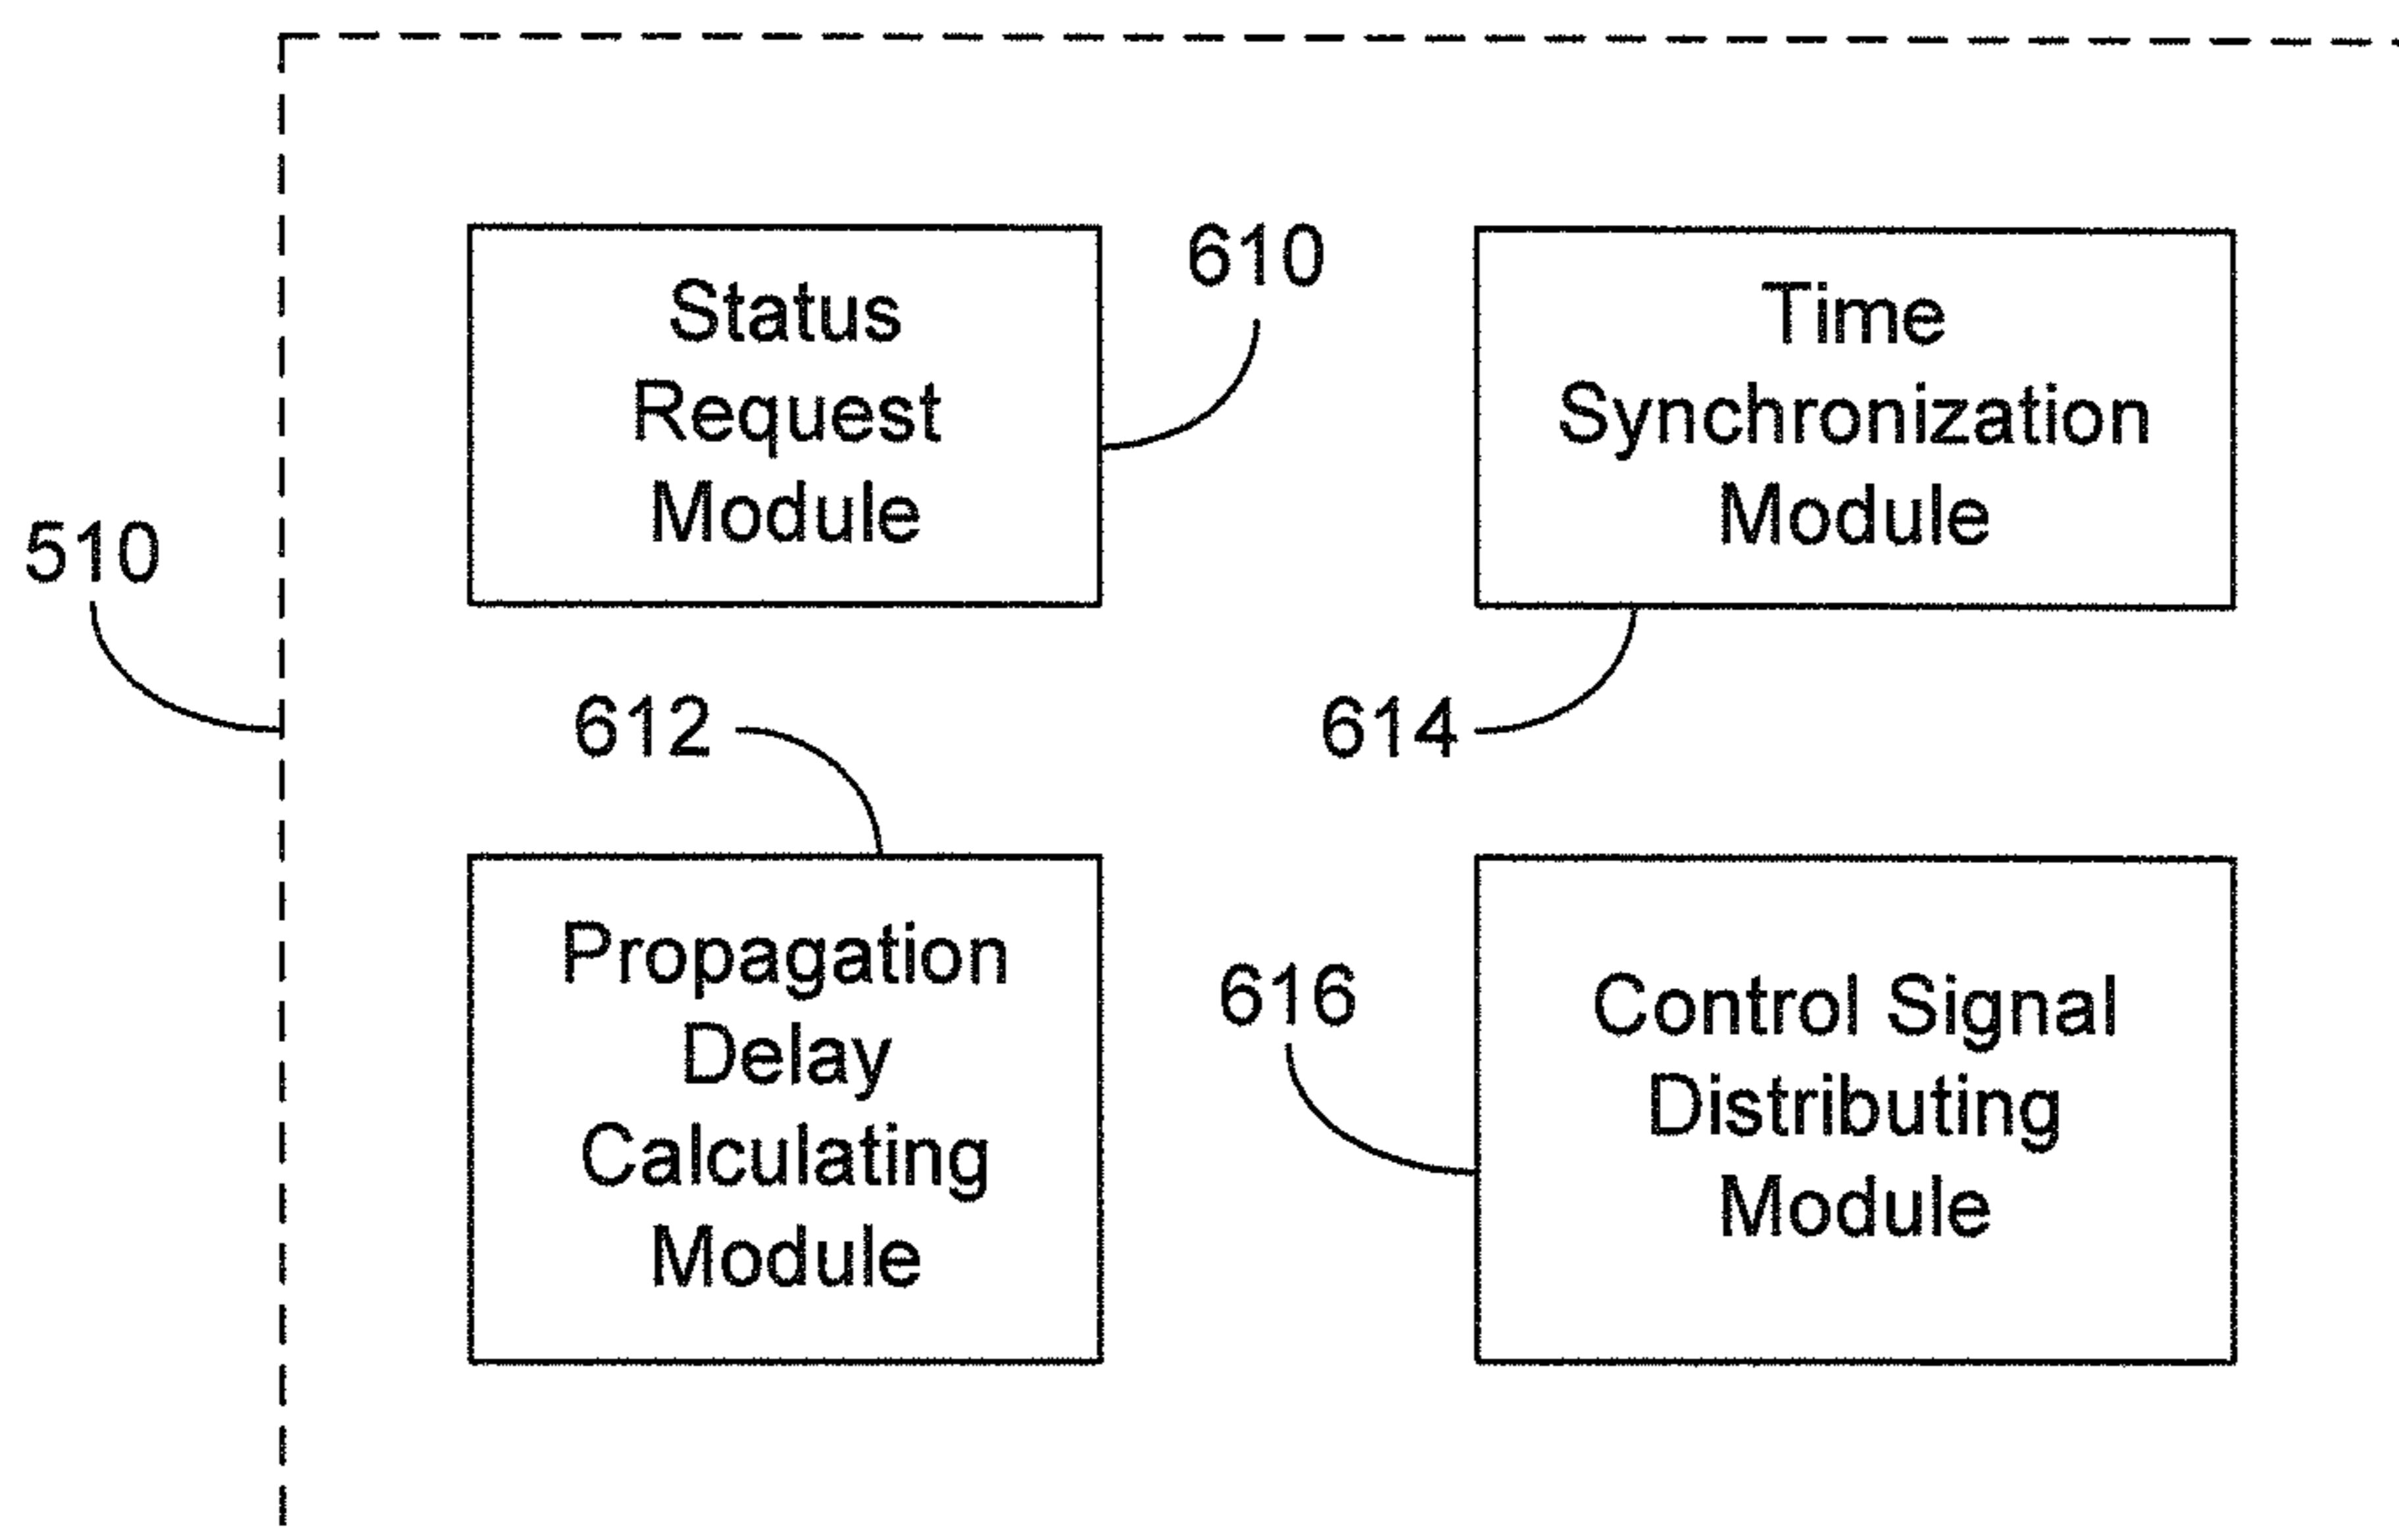 Status
Request
Module
610
Time
Synchronization
Module
510
612
614
Propagation
Delay
Calculating
Module
616
Control Signal
Distributing
Module